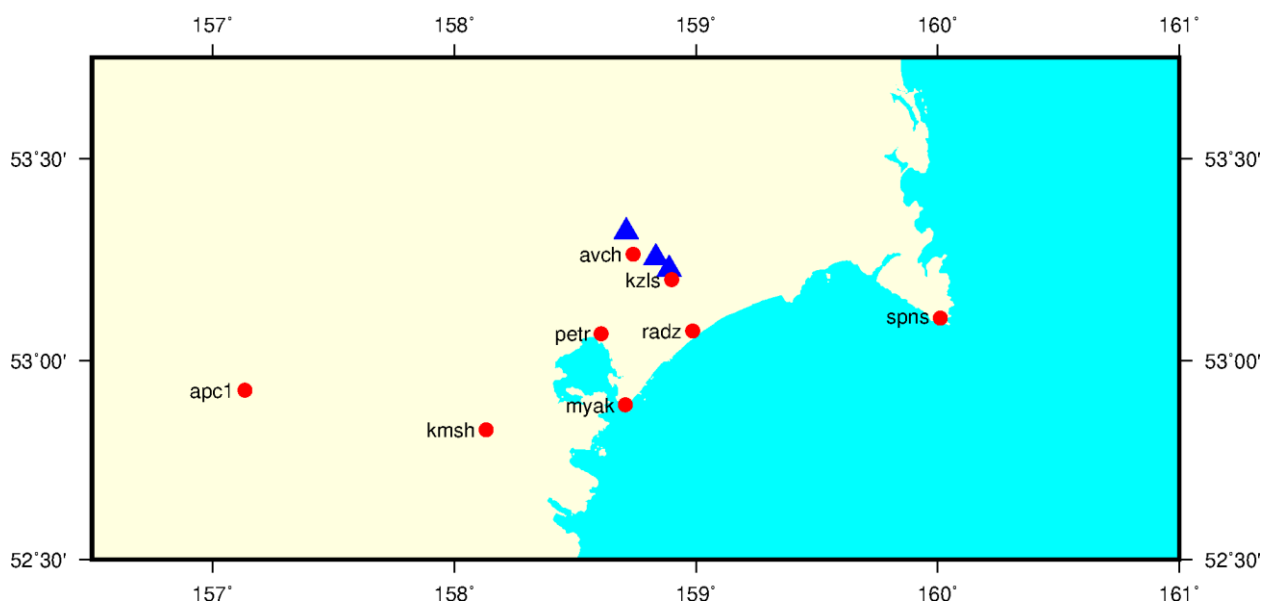 157˚ 158˚ 159˚ 160˚ 161˚
53˚30' 53˚30'
avch
kzls
spns
radz
petr
53˚00' 53˚00'
apc1
myak
kmsh
52˚30' 52˚30'
157˚ 158˚ 159˚ 160˚ 161˚